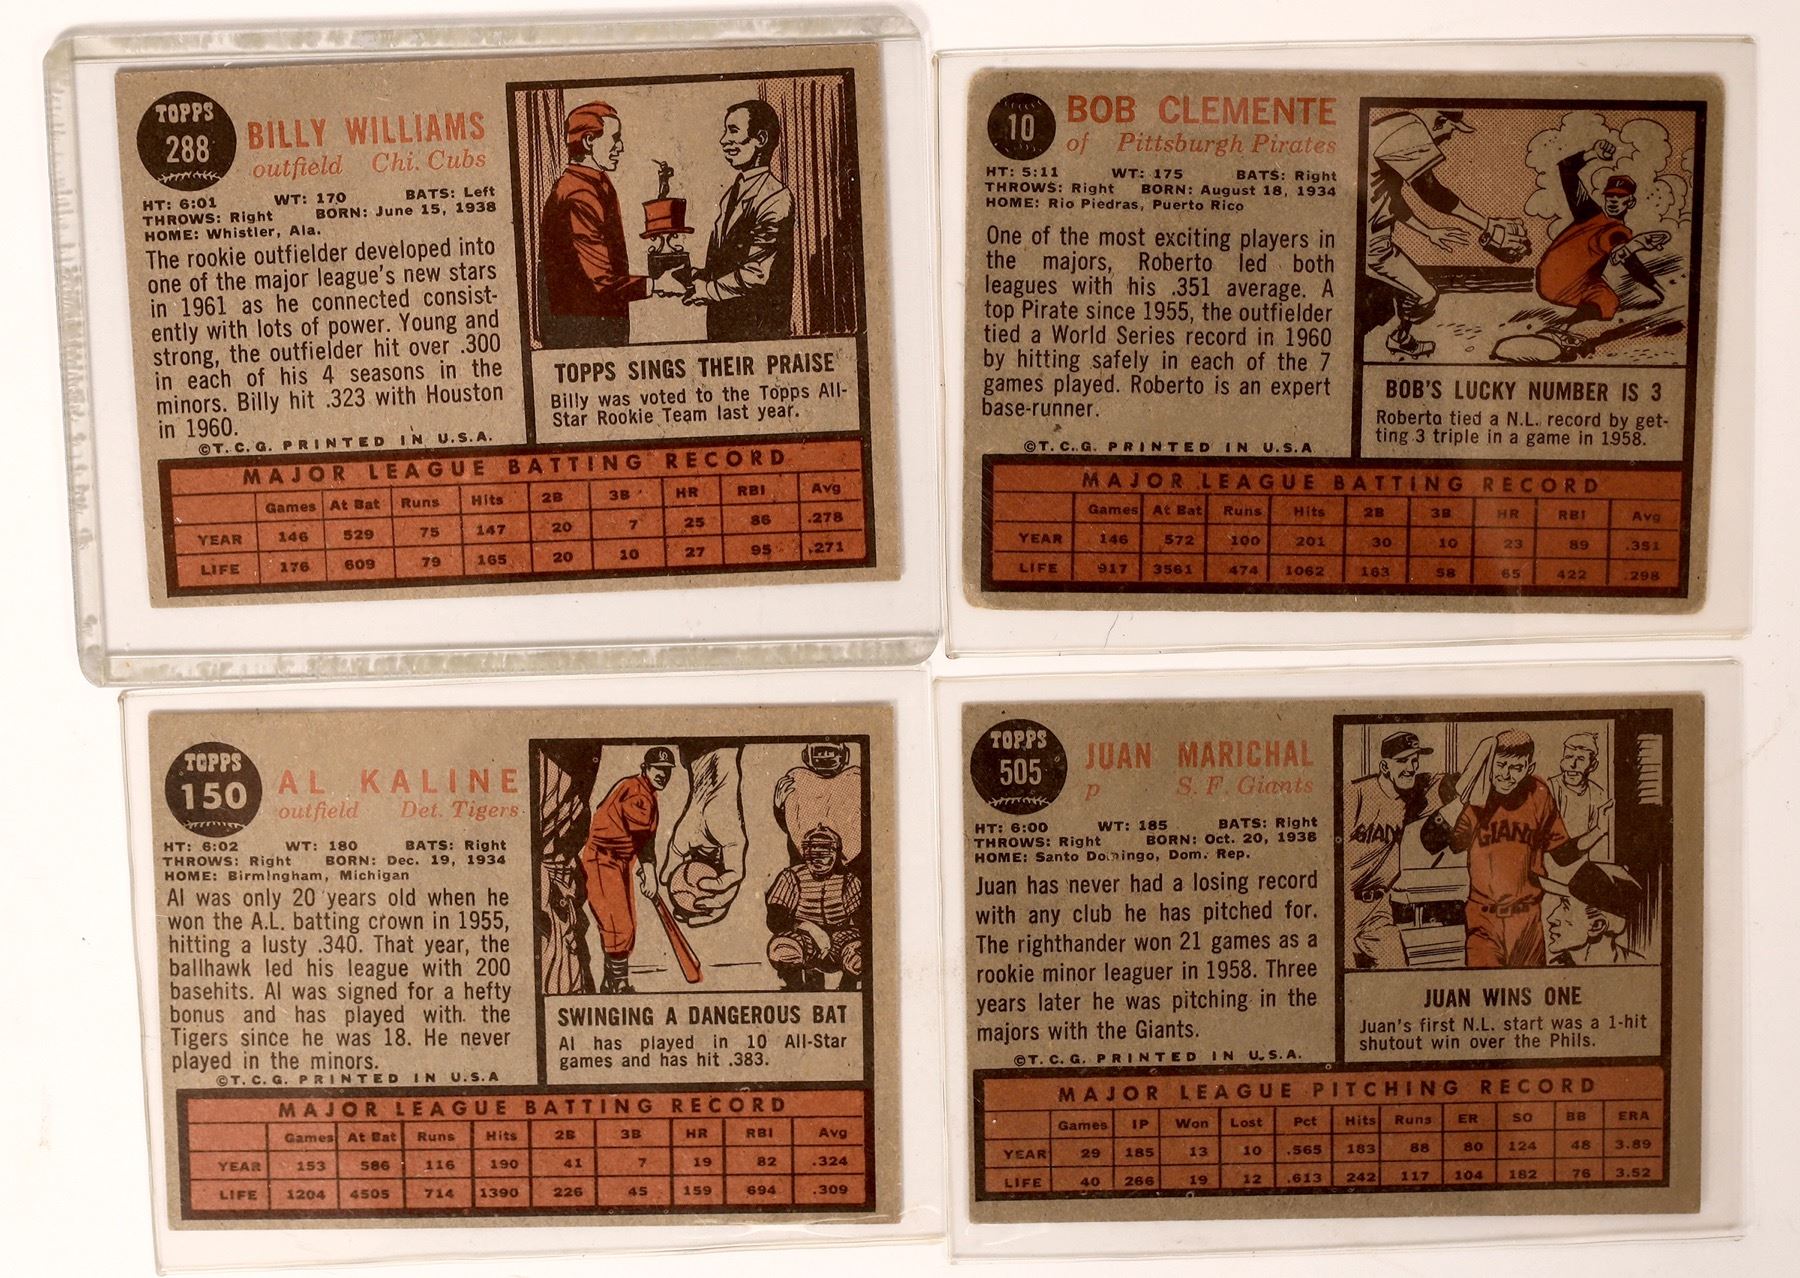 TOPPS
288
BILLY WILLIAMS
outfield Chi. Cubs
HT: 6:01 WT: 170 BATS: Left
THROWS: Right BORN: June 15, 1938
HOME: Whistler, Ala.
The rookie outfielder developed into
one of the major league's new stars
in 1961 as he connected consist-
ently with lots of power. Young and
strong, the outfielder hit over .300
in each of his 4 seasons in the
minors. Billy hit .323 with Houston
in 1960.
©T.C.G. PRINTED IN U.S.A.
TOPPS SINGS THEIR PRAISE
Billy was voted to the Topps All-
Star Rookie Team last year.
MAJOR LEAGUE BATTING RECORD
Games At Bat Runs Hits 2B 3B HR RBI Avg
YEAR 146 529 75 147 20 7 25 86 .278
LIFE 176 609 79 165 20 10 27 95 .271
10
BOB CLEMENTE
of Pittsburgh Pirates
HT: 5:11 WT: 175 BATS: Right
THROWS: Right BORN: August 18, 1934
HOME: Rio Piedras, Puerto Rico
One of the most exciting players in
the majors, Roberto led both
leagues with his .351 average. A
top Pirate since 1955, the outfielder
tied a World Series record in 1960
by hitting safely in each of the 7
games played. Roberto is an expert
base-runner.
©T.C.G. PRINTED IN U.S.A
BOB'S LUCKY NUMBER IS 3
Roberto tied a N.L. record by get-
ting 3 triple in a game in 1958.
MAJOR LEAGUE BATTING RECORD
Games At Bat Runs Hits 2B 3B HR RBI Avg
YEAR 146 572 100 201 30 10 23 89 .351
LIFE 917 3561 474 1062 163 58 65 422 .298
TOPPS
150
AL KALINE
outfield Det. Tigers
HT: 6:02 WT: 180 BATS: Right
THROWS: Right BORN: Dec. 19, 1934
HOME: Birmingham, Michigan
Al was only 20 years old when he
won the A.L. batting crown in 1955,
hitting a lusty .340. That year, the
ballhawk led his league with 200
basehits. Al was signed for a hefty
bonus and has played with the
Tigers since he was 18. He never
played in the minors.
©T.C.G. PRINTED IN U.S.A
SWINGING A DANGEROUS BAT
Al has played in 10 All-Star
games and has hit .383.
MAJOR LEAGUE BATTING RECORD
Games At Bat Runs Hits 2B 3B HR RBI Avg
YEAR 153 586 116 190 41 7 19 82 .324
LIFE 1204 4505 714 1390 226 45 159 694 .309
TOPPS
505
JUAN MARICHAL
p S. F. Giants
HT: 6:00 WT: 185 BATS: Right
THROWS: Right BORN: Oct. 20, 1938
HOME: Santo Domingo, Dom. Rep.
Juan has never had a losing record
with any club he has pitched for.
The righthander won 21 games as a
rookie minor leaguer in 1958. Three
years later he was pitching in the
majors with the Giants.
©T.C.G. PRINTED IN U.S.A.
GIAN
GIAN
JUAN WINS ONE
Juan's first N.L. start was a 1-hit
shutout win over the Phils.
MAJOR LEAGUE PITCHING RECORD
Games IP Won Lost Pct Hits Runs ER SO BB ERA
YEAR 29 185 13 10 .565 183 88 80 124 48 3.89
LIFE 40 266 19 12 .613 242 117 104 182 76 3.52